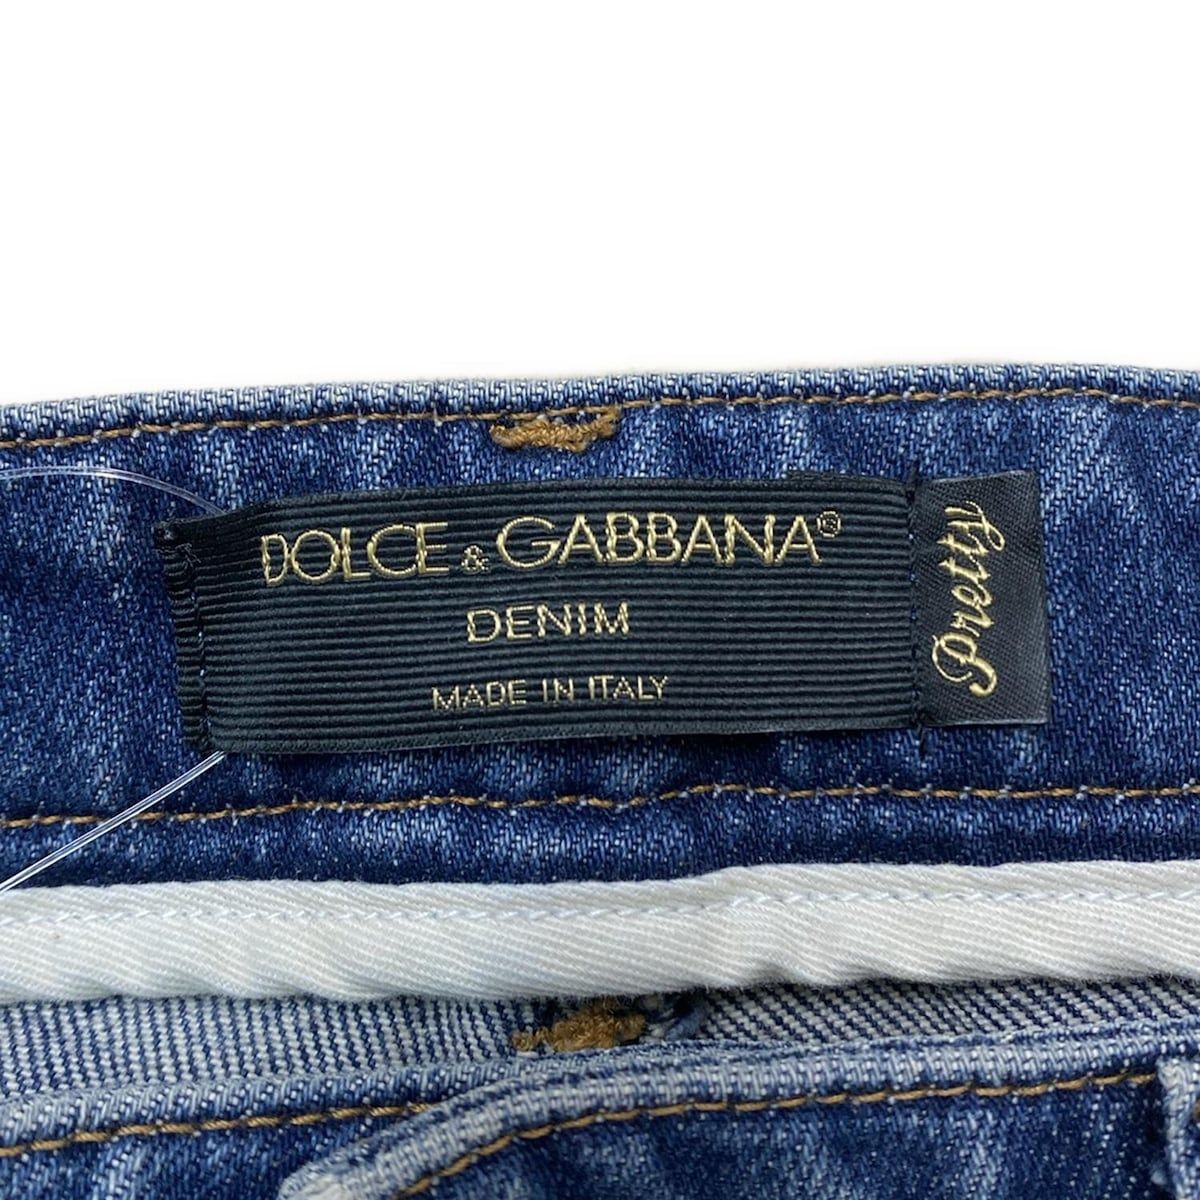 DOLCE & GABBANA®
DENIM
MADE IN ITALY
Pretty